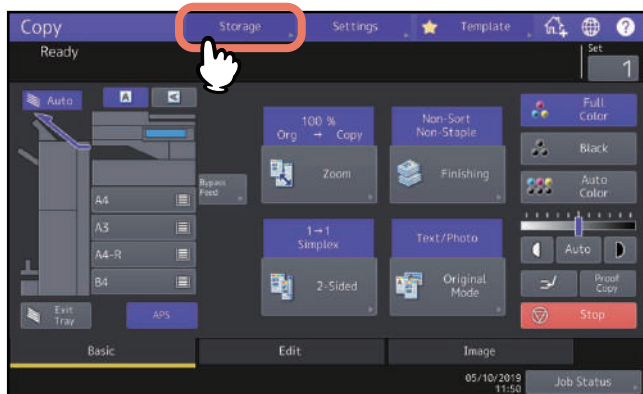 Copy
Storage
Settings
Template
?
Ready
Set
1
Auto
A
A
100 %
Org → Copy
Non-Sort
Non-Staple
Full
Color
Zoom
Finishing
Black
Bypass
Feed
Auto
Color
A4
A3
A4-R
B4
1→1
Simplex
Text/Photo
2-Sided
Original
Mode
Auto
Proof
Copy
Exit
Tray
APS
Stop
Basic
Edit
Image
05/10/2019
11:50
Job Status